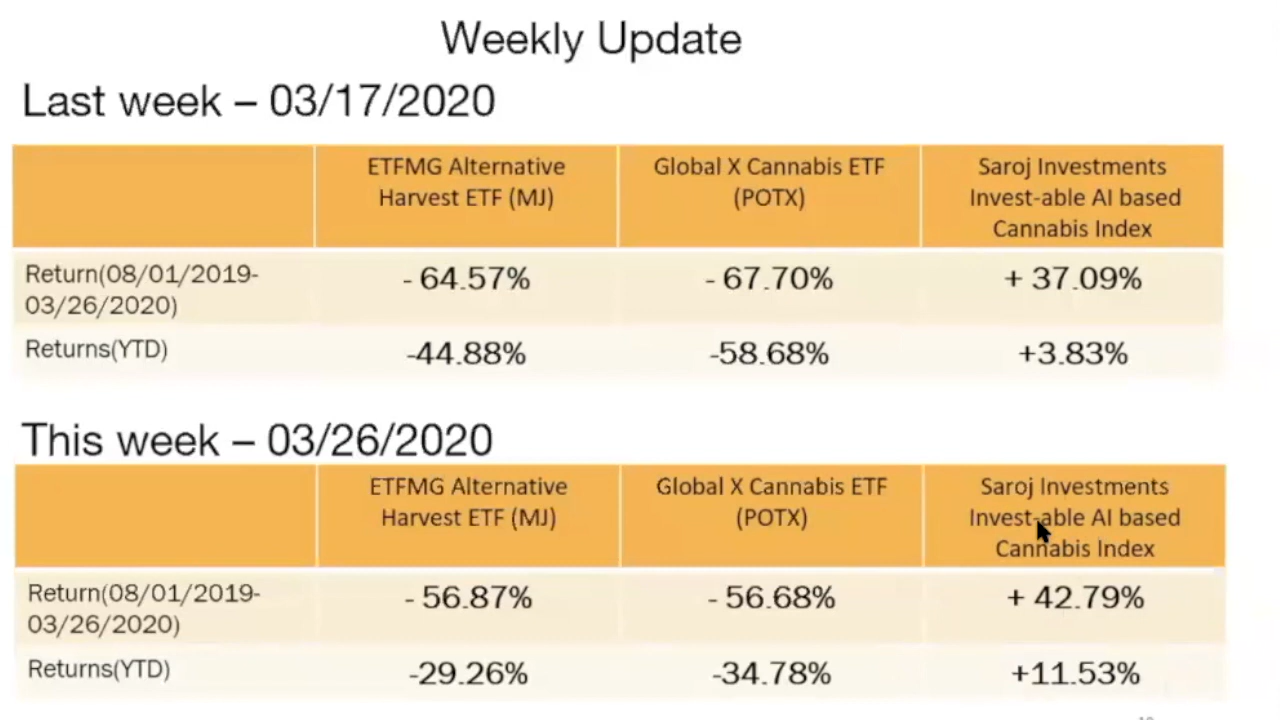 Weekly Update
Last week – 03/17/2020
ETFMG Alternative
Harvest ETF (MJ)
Global X Cannabis ETF
(POTX)
Saroj Investments
Invest-able AI based
Cannabis Index
Return(08/01/2019-
03/26/2020)
- 64.57%
- 67.70%
+ 37.09%
Returns(YTD)
-44.88%
-58.68%
+3.83%
This week – 03/26/2020
ETFMG Alternative
Harvest ETF (MJ)
Global X Cannabis ETF
(POTX)
Saroj Investments
Invest-able AI based
Cannabis Index
Return(08/01/2019-
03/26/2020)
- 56.87%
- 56.68%
+ 42.79%
Returns(YTD)
-29.26%
-34.78%
+11.53%